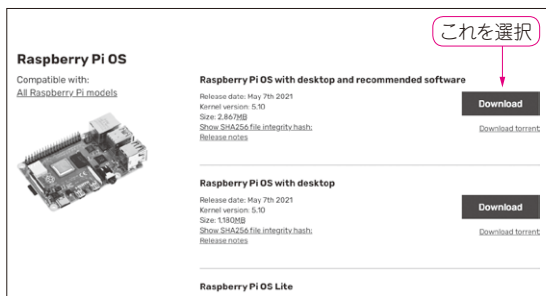 これを選択
Raspberry Pi OS
Compatible with:
All Raspberry Pi models
Raspberry Pi OS with desktop and recommended software
Release date: May 7th 2021
Kernel version: 5.10
Size: 2,867MB
Show SHA256 file integrity hash:
Release notes
Download
Download torrent
Raspberry Pi OS with desktop
Release date: May 7th 2021
Kernel version: 5.10
Size: 1,180MB
Show SHA256 file integrity hash:
Release notes
Download
Download torrent
Raspberry Pi OS Lite